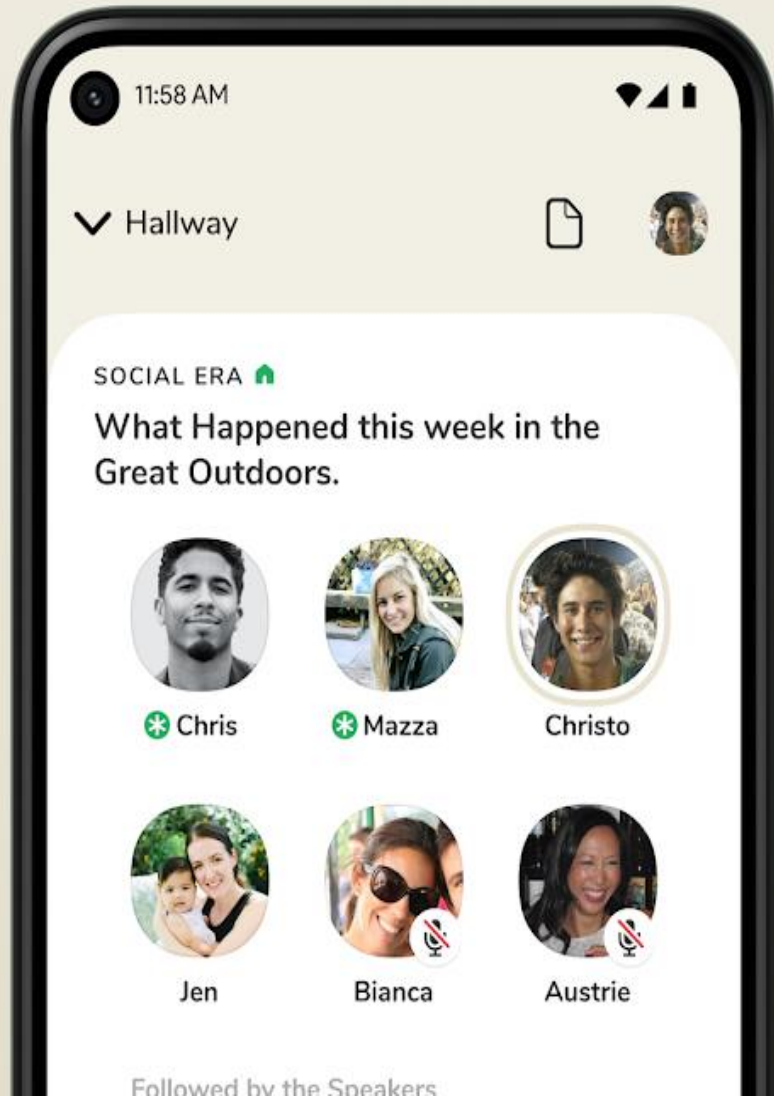 11:58 AM
Hallway
SOCIAL ERA
What Happened this week in the
Great Outdoors.
Chris
Mazza
Christo
Jen
Bianca
Austrie
Followed by the Speakers